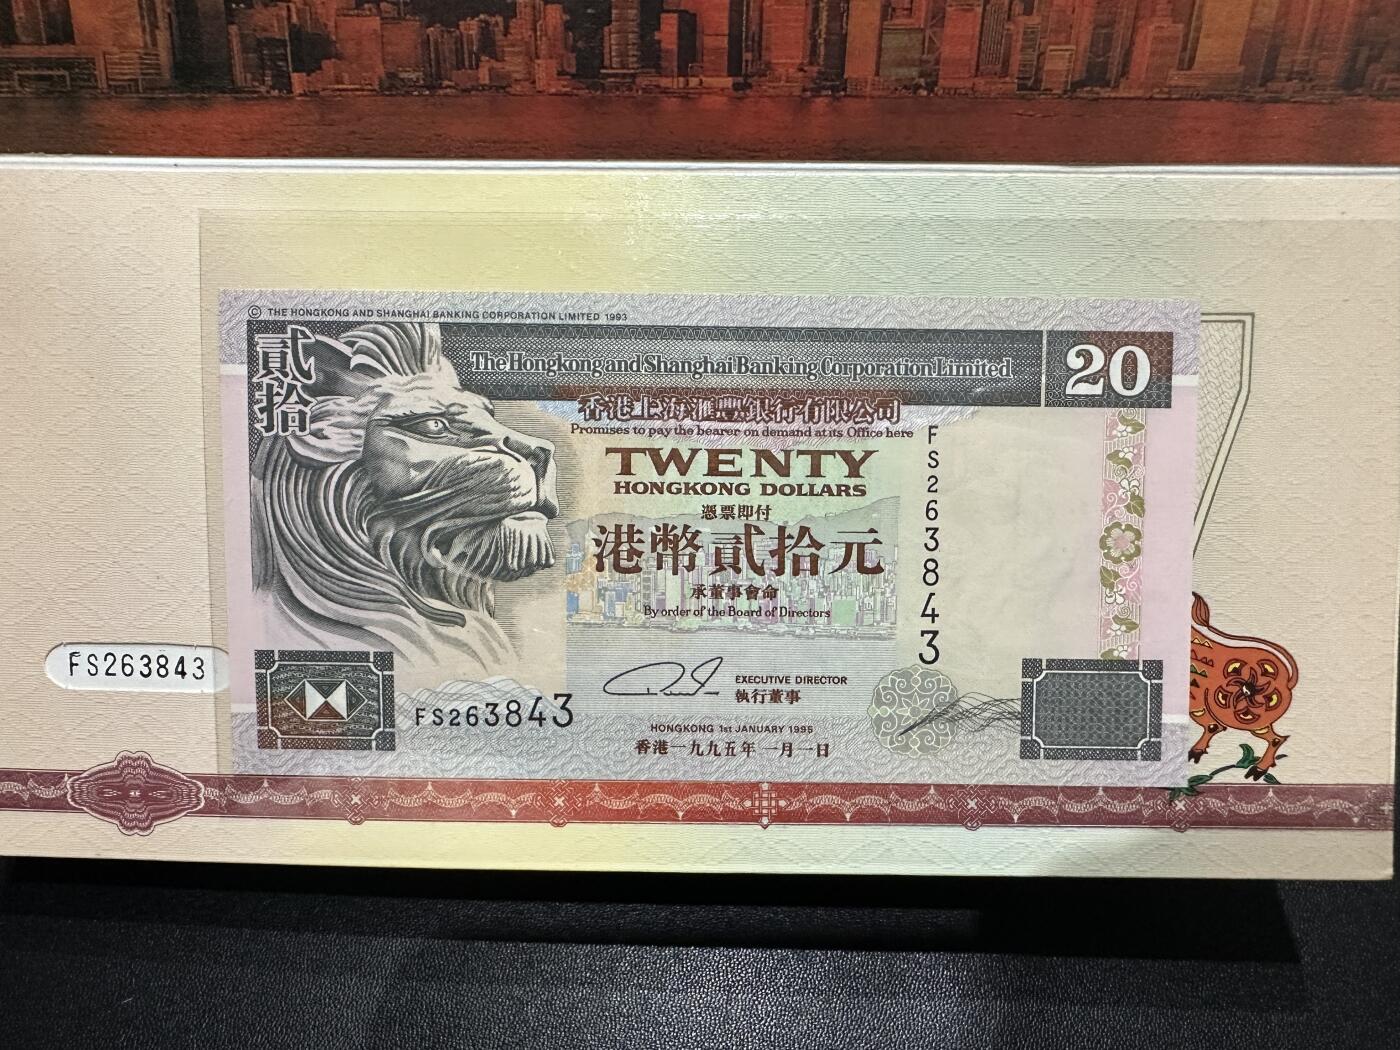 © THE HONGKONG AND SHANGHAI BANKING CORPORATION LIMITED 1993
貳拾
The Hongkong and Shanghai Banking Corporation Limited
20
香港上海滙豐銀行有限公司
Promises to pay the bearer on demand at its Office here
TWENTY
HONGKONG DOLLARS
憑票即付
港幣貳拾元
承董事會命
By order of the Board of Directors
FS263843
EXECUTIVE DIRECTOR
執行董事
FS263843
FS263843
HONGKONG 1st JANUARY 1995
香港一九九五年一月一日